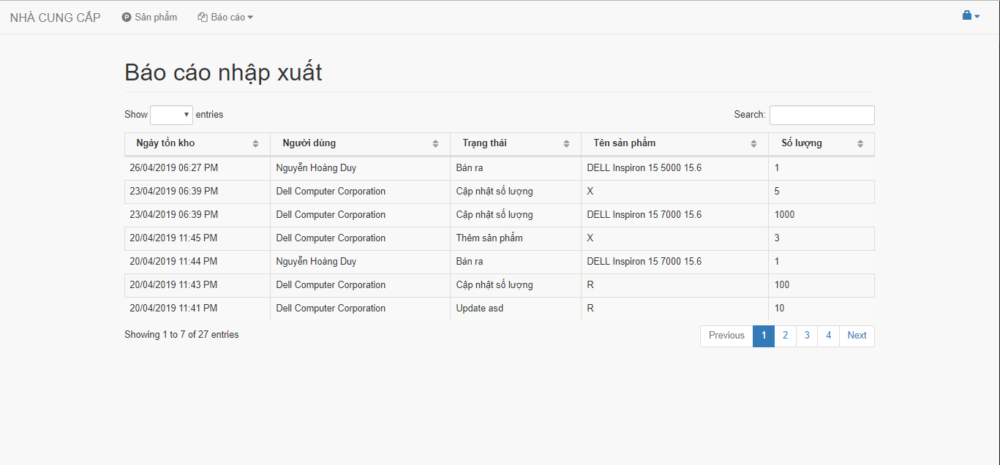 NHÀ CUNG CẤP Sản phẩm Báo cáo
Báo cáo nhập xuất
Show entries Search:
Ngày tồn kho Người dùng Trạng thái Tên sản phẩm Số lượng
26/04/2019 06:27 PM Nguyễn Hoàng Duy Bán ra DELL Inspiron 15 5000 15.6 1
23/04/2019 06:39 PM Dell Computer Corporation Cập nhật số lượng X 5
23/04/2019 06:39 PM Dell Computer Corporation Cập nhật số lượng DELL Inspiron 15 7000 15.6 1000
20/04/2019 11:45 PM Dell Computer Corporation Thêm sản phẩm X 3
20/04/2019 11:44 PM Nguyễn Hoàng Duy Bán ra DELL Inspiron 15 7000 15.6 1
20/04/2019 11:43 PM Dell Computer Corporation Cập nhật số lượng R 100
20/04/2019 11:41 PM Dell Computer Corporation Update asd R 10
Showing 1 to 7 of 27 entries Previous 1 2 3 4 Next